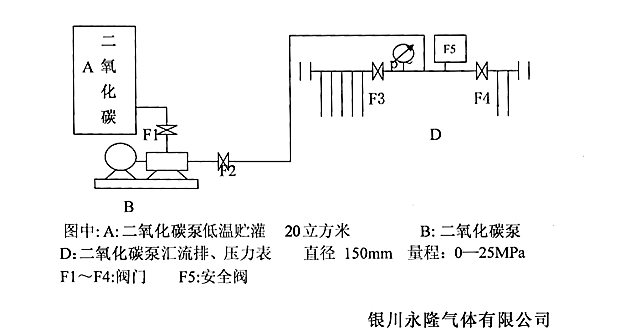 二氧化碳
A
F1
F2
B
P
F5
F3
F4
D
图中: A:二氧化碳泵低温贮灌 20立方米 B: 二氧化碳泵
D:二氧化碳泵汇流排、压力表 直径 150mm 量程: 0—25MPa
F1～F4:阀门 F5:安全阀
银川永隆气体有限公司